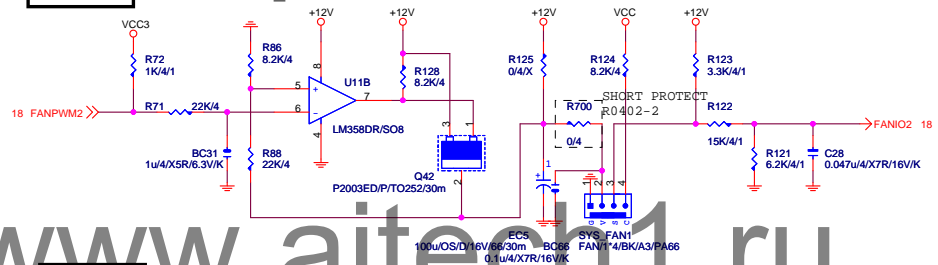 +12V
+12V
+12V
VCC
+12V
VCC3
R72
1K/4/1
R86
8.2K/4
8
U11B
R128
8.2K/4
R125
0/4/X
R124
8.2K/4
R123
3.3K/4/1
5
+
7
6
-
18 FANPWM2
R71
22K/4
LM358DR/SO8
4
3
1
SHORT PROTECT
R0402-2
R700
0/4
R122
15K/4/1
FANIO2 18
BC31
1u/4/X5R/6.3V/K
R88
22K/4
Q42
P2003ED/P/TO252/30m
2
1
+
1
2
3
4
R121
6.2K/4/1
C28
0.047u/4/X7R/16V/K
G
V
S
C
EC5
100u/OS/D/16V/66/30m
BC66
0.1u/4/X7R/16V/K
SYS_FAN1
FAN/1*4/BK/A3/PA66
www.aitech1.ru